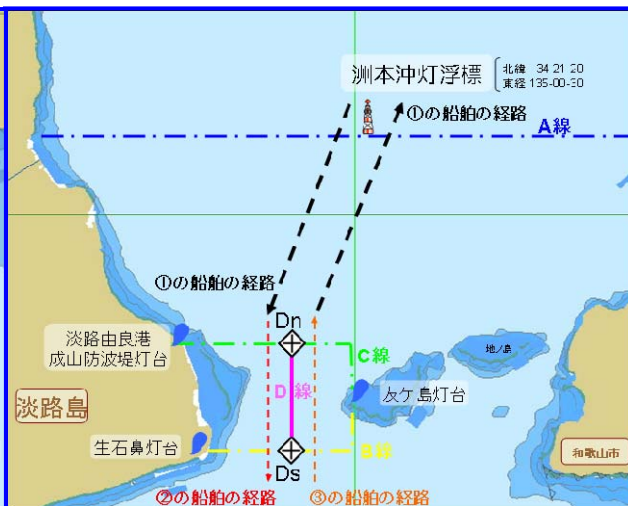 洲本沖灯浮標
北緯 34-21-20
東経 135-00-30
①の船舶の経路
A線
①の船舶の経路
淡路由良港
成山防波堤灯台
Dn
C線
地ノ島
D線
友ケ島灯台
淡路島
生石鼻灯台
B線
和歌山市
Ds
②の船舶の経路
③の船舶の経路